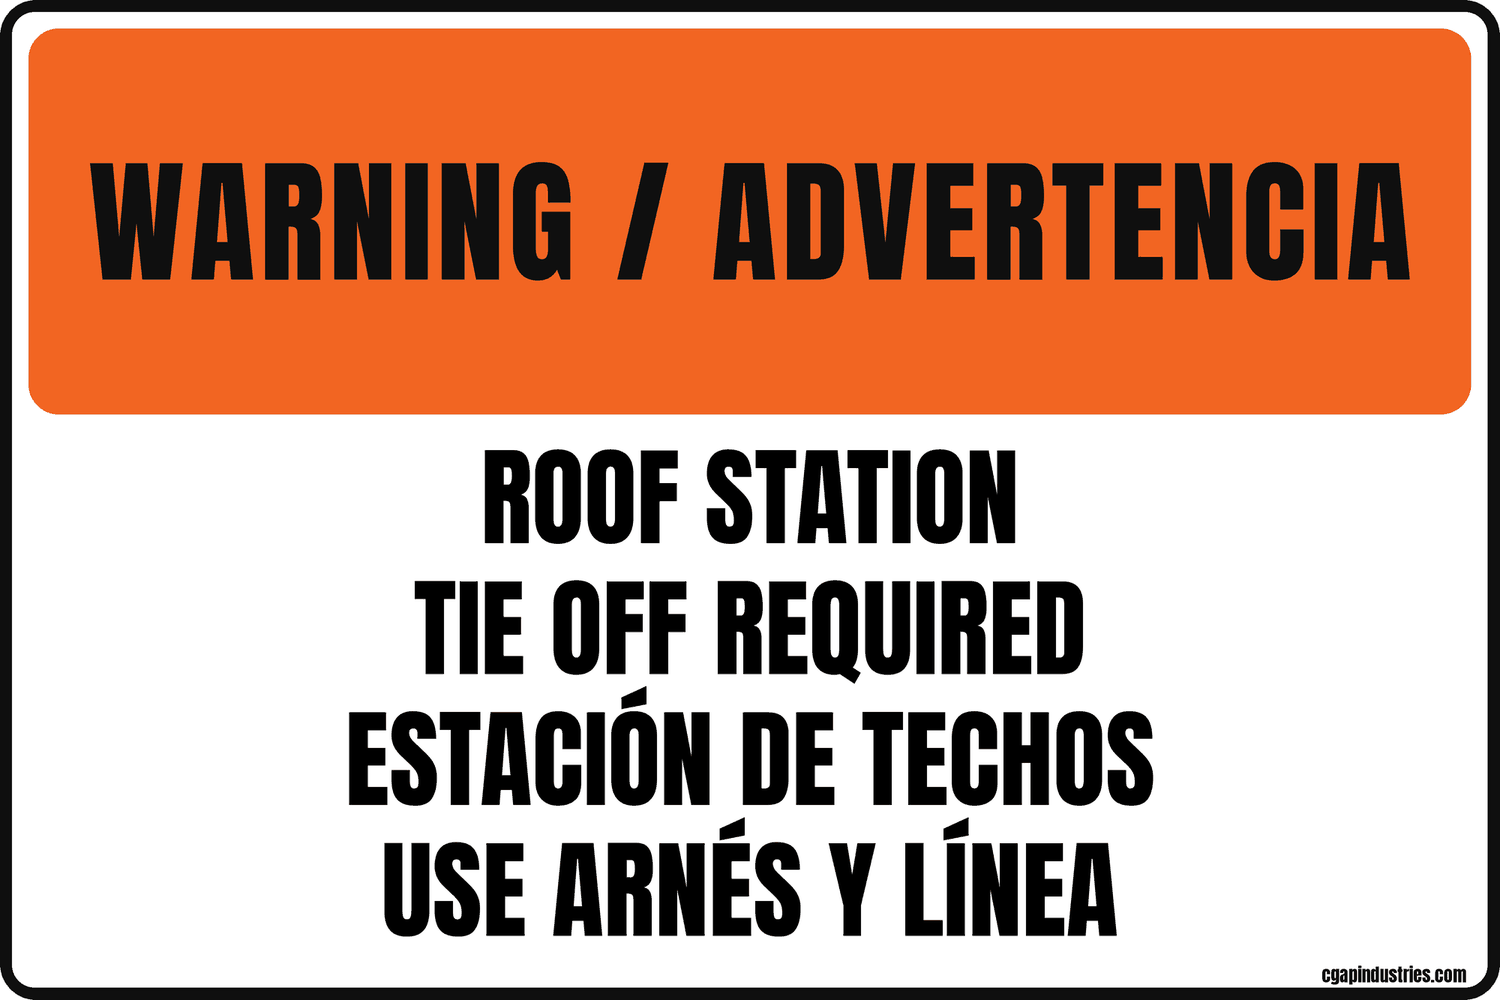 WARNING / ADVERTENCIA
ROOF STATION
TIE OFF REQUIRED
ESTACIÓN DE TECHOS
USE ARNÉS Y LÍNEA
cgapindustries.com